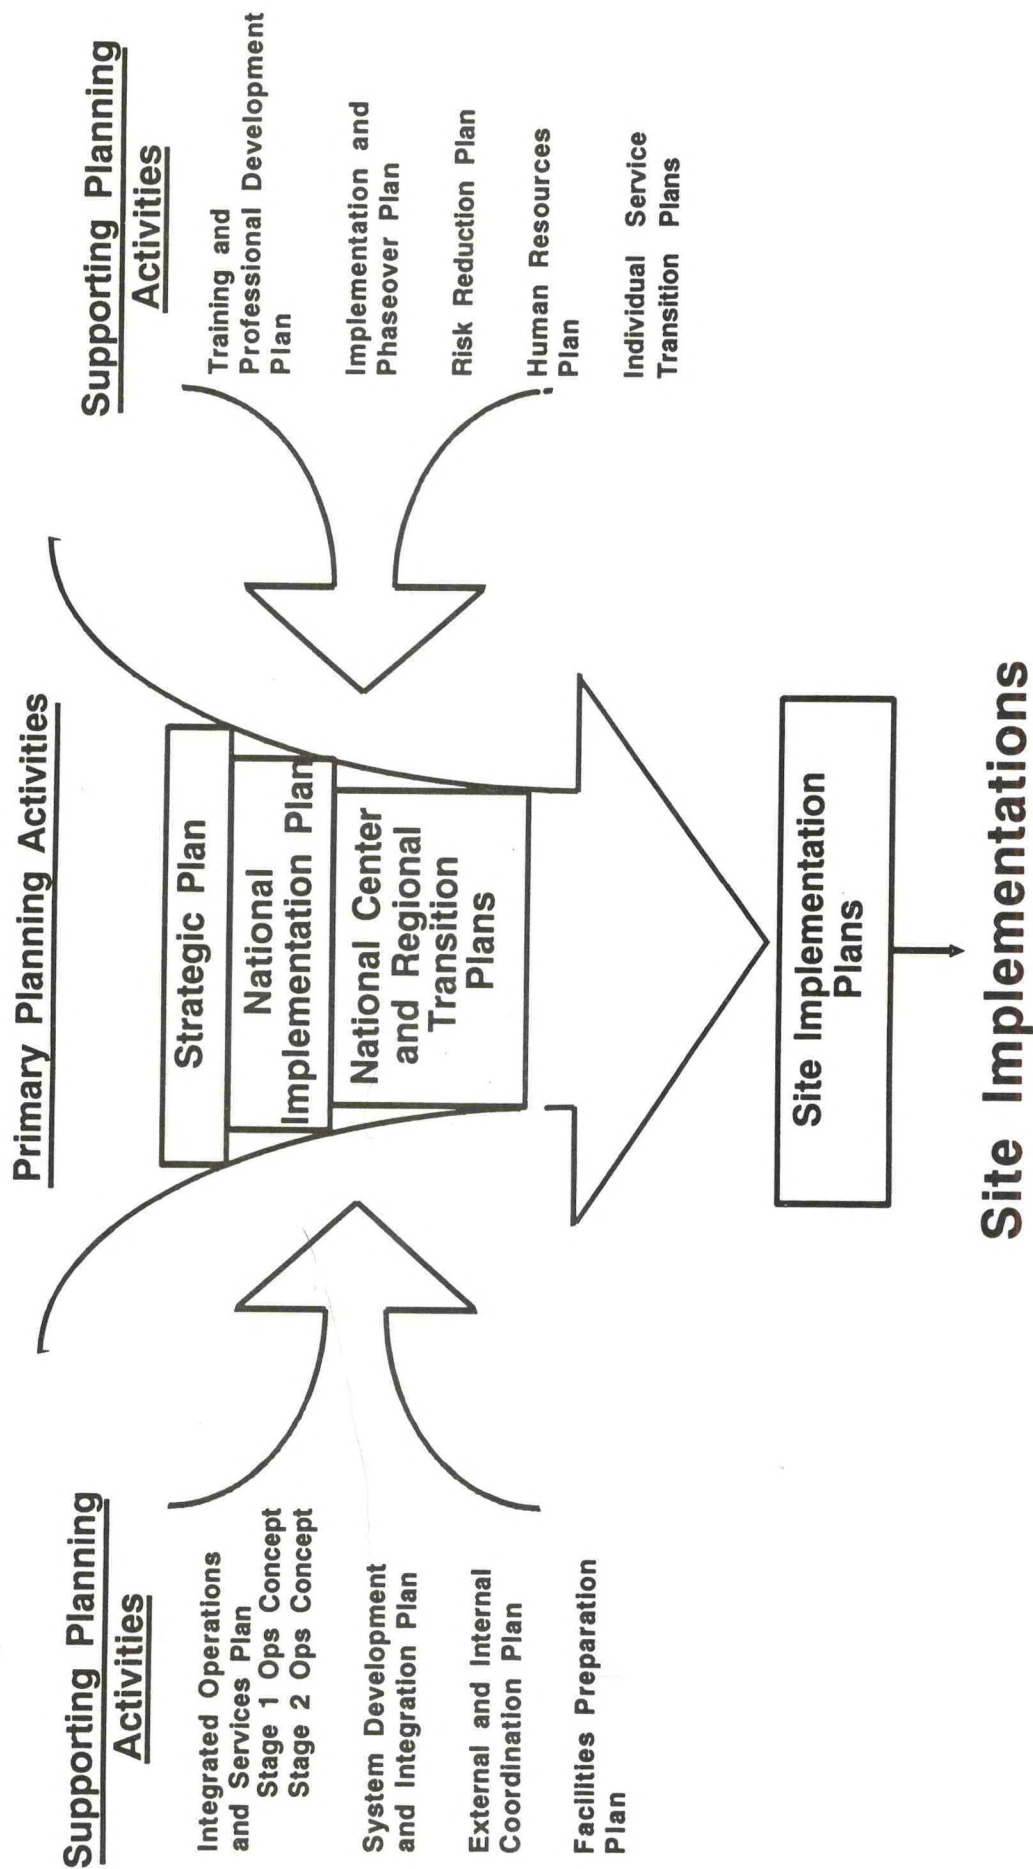 Primary Planning Activities
Supporting Planning
Activities
Integrated Operations
and Services Plan
Stage 1 Ops Concept
Stage 2 Ops Concept
System Development
and Integration Plan
External and Internal
Coordination Plan
Facilities Preparation
Plan
Strategic Plan
National
Implementation Plan
National Center
and Regional
Transition
Plans
Supporting Planning
Activities
Training and
Professional Development
Plan
Implementation and
Phaseover Plan
Risk Reduction Plan
Human Resources
Plan
Individual Service
Transition Plans
Site Implementation
Plans
Site Implementations